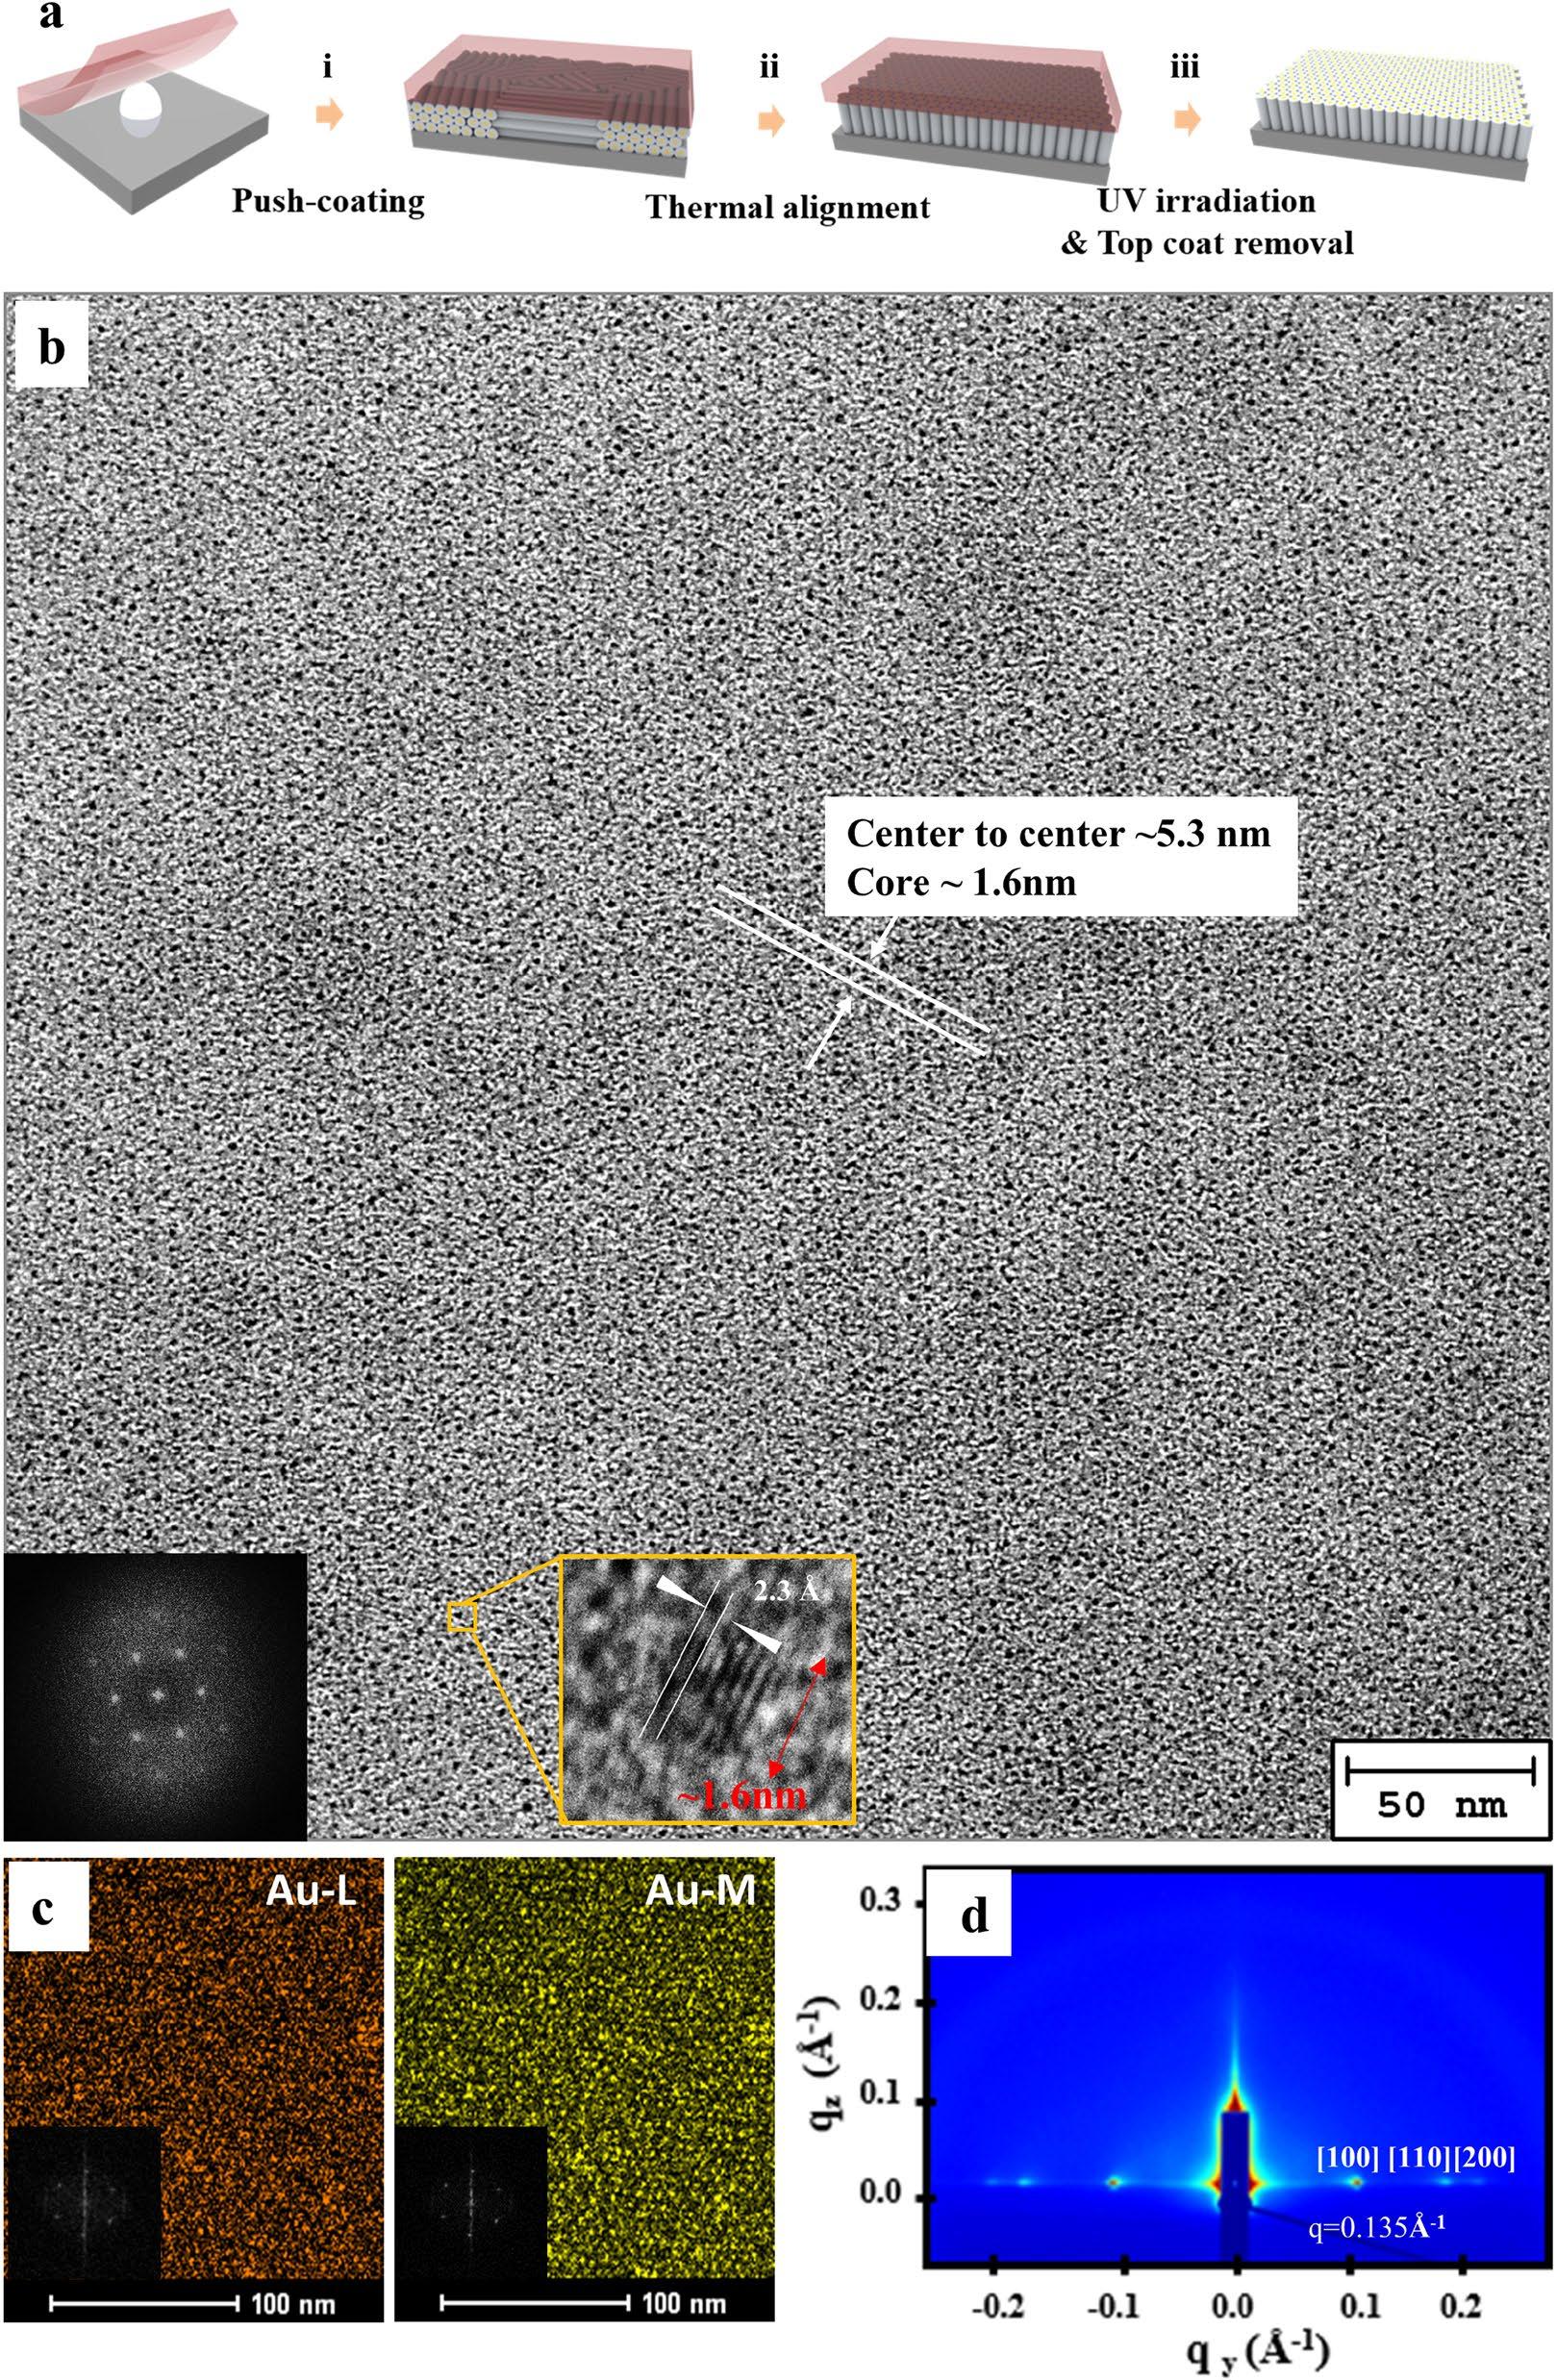 a
i
ii
iii
Push-coating
Thermal alignment
UV irradiation
& Top coat removal
b
Center to center ~5.3 nm
Core ~ 1.6nm
2.3 Å
~1.6nm
50 nm
c
Au-L
Au-M
100 nm
100 nm
d
0.3
0.2
0.1
0.0
qz (Å-1)
[100] [110][200]
q=0.135Å-1
-0.2 -0.1 0.0 0.1 0.2
q y (Å-1)